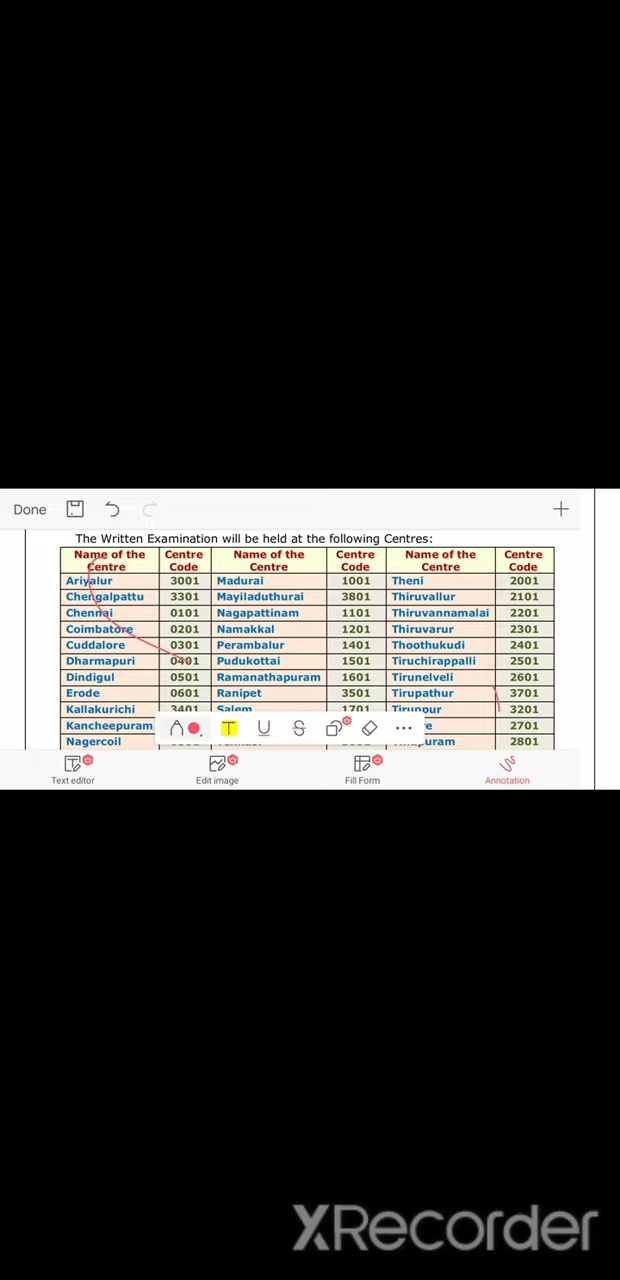 Done
The Written Examination will be held at the following Centres:
Name of the Centre Centre Code Name of the Centre Centre Code Name of the Centre Centre Code
Ariyalur 3001 Madurai 1001 Theni 2001
Chengalpattu 3301 Mayiladuthurai 3801 Thiruvallur 2101
Chennai 0101 Nagapattinam 1101 Thiruvannamalai 2201
Coimbatore 0201 Namakkal 1201 Thiruvarur 2301
Cuddalore 0301 Perambalur 1401 Thoothukudi 2401
Dharmapuri 0401 Pudukottai 1501 Tiruchirappalli 2501
Dindigul 0501 Ramanathapuram 1601 Tirunelveli 2601
Erode 0601 Ranipet 3501 Tirupathur 3701
Kallakurichi 3401 Salem 1701 Tiruppur 3201
Kancheepuram 2701
Nagercoil 2801
T U S
Text editor Edit image Fill Form Annotation
XRecorder